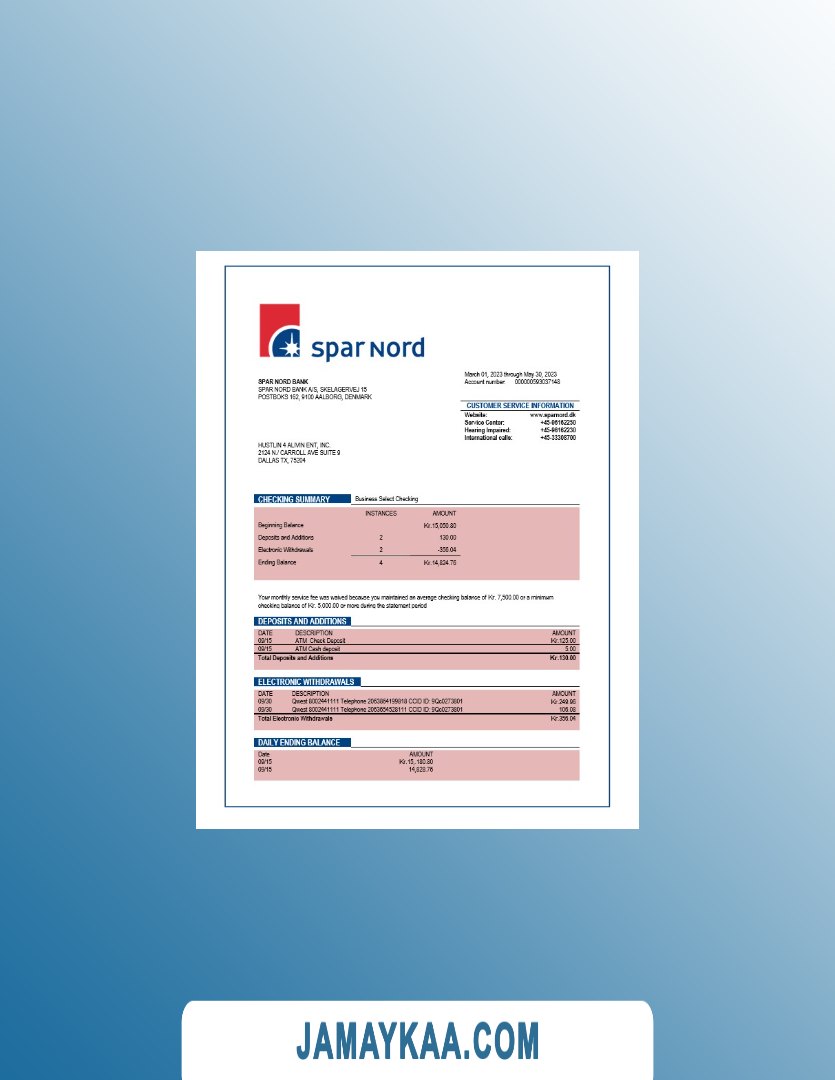 spar nord
March 01, 2023 through May 30, 2023
Account number: 000000593037148
SPAR NORD BANK
SPAR NORD BANK A/S, SKELAGERVEJ 15
POSTBOKS 162, 9100 AALBORG, DENMARK
CUSTOMER SERVICE INFORMATION
Website: www.sparnord.dk
Service Center: +45-96162250
Hearing Impaired: +45-96162230
International calls: +45-33308700
HUSTLIN 4 ALIVIN ENT, INC.
2124 N./ CARROLL AVE SUITE 9
DALLAS TX, 75204
CHECKING SUMMARY Business Select Checking
INSTANCES AMOUNT
Beginning Balance Kr.15,050.80
Deposits and Additions 2 130.00
Electronic Withdrawals 2 -356.04
Ending Balance 4 Kr.14,824.76
Your monthly service fee was waived because you maintained an average checking balance of Kr. 7,500.00 or a minimum
checking balance of Kr. 5,000.00 or more during the statement period
DEPOSITS AND ADDITIONS
DATE DESCRIPTION AMOUNT
09/15 ATM Check Deposit Kr.125.00
09/15 ATM Cash deposit 5.00
Total Deposits and Additions Kr.130.00
ELECTRONIC WITHDRAWALS
DATE DESCRIPTION AMOUNT
09/30 Qwest 8002441111 Telephone 2063864199818 CCID ID: 9Qc0273801 Kr.249.96
09/30 Qwest 8002441111 Telephone 2063654528111 CCID ID: 9Qc0273801 106.08
Total Electronic Withdrawals Kr.356.04
DAILY ENDING BALANCE
Date AMOUNT
09/15 Kr.15,.180.80
09/15 14,828.76
JAMAYKAA.COM